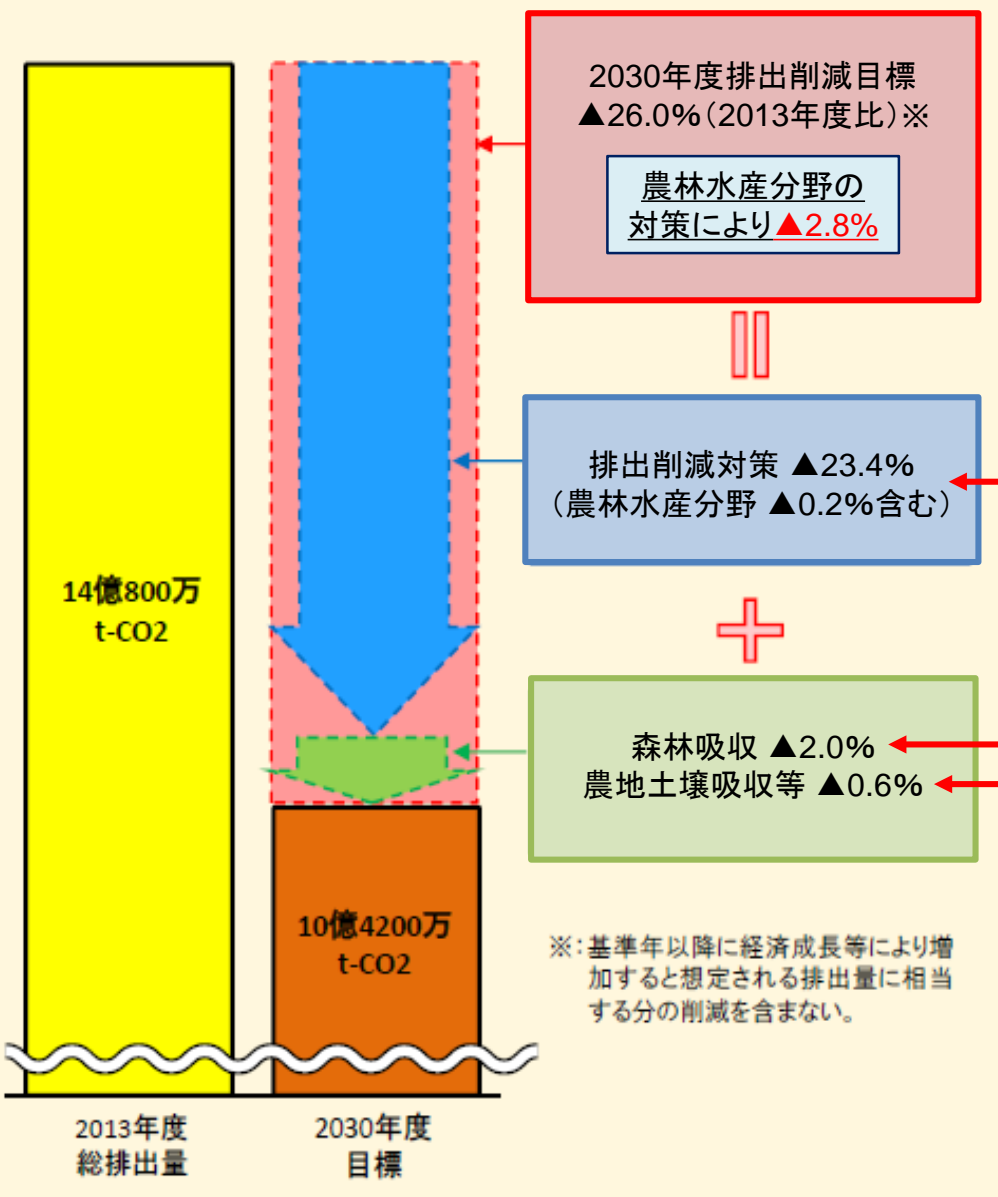 2030年度排出削減目標
▲26.0%(2013年度比)※
農林水産分野の
対策により▲2.8%
排出削減対策 ▲23.4%
(農林水産分野 ▲0.2%含む)
14億800万
t-CO2
森林吸収 ▲2.0%
農地土壌吸収等 ▲0.6%
10億4200万
t-CO2
※:基準年以降に経済成長等により増
加すると想定される排出量に相当
する分の削減を含まない。
2013年度
総排出量
2030年度
目標